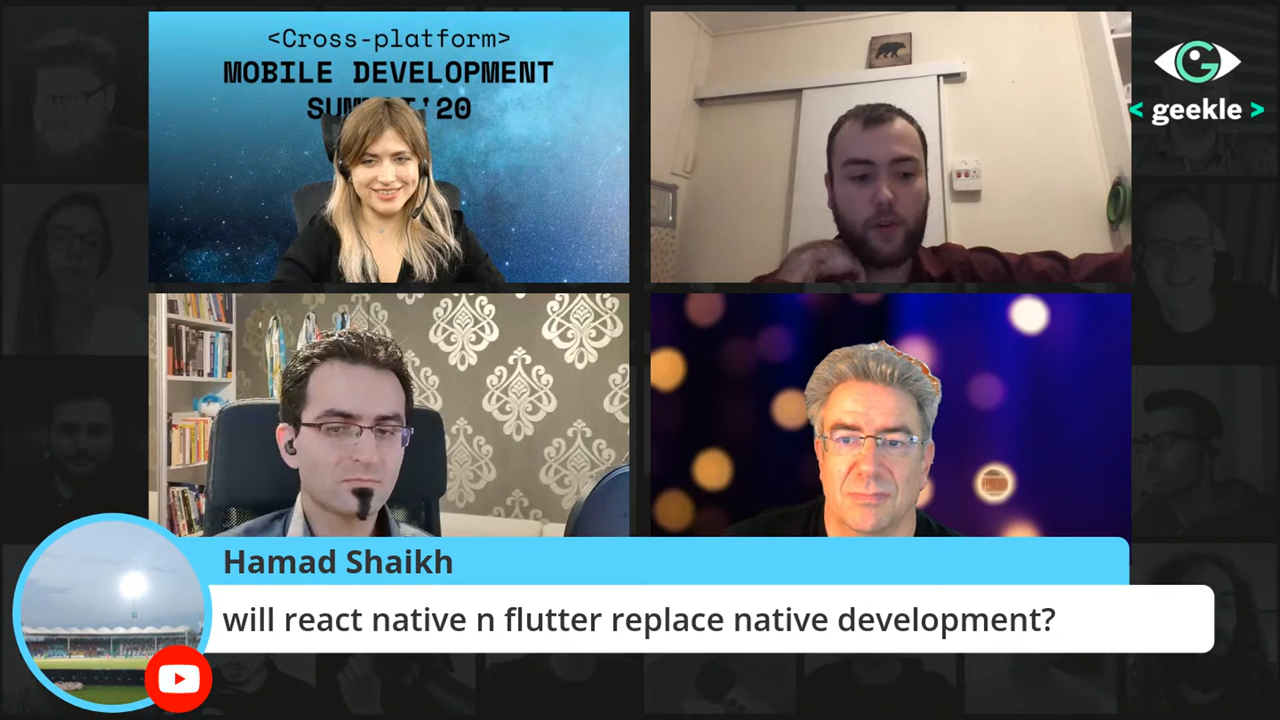 <Cross-platform>
MOBILE DEVELOPMENT
SUMMIT'20
< geekle >
Hamad Shaikh
will react native n flutter replace native development?